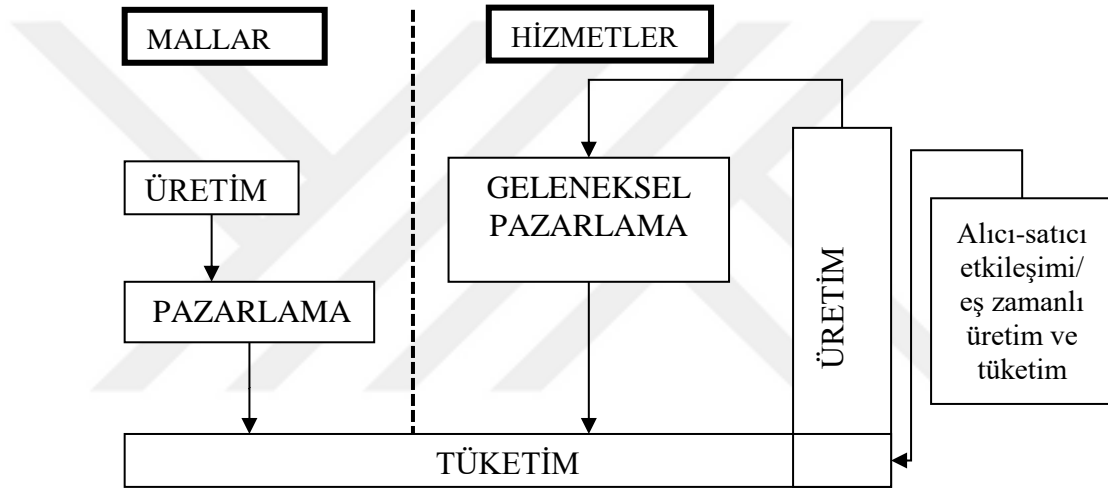 MALLAR
HİZMETLER
ÜRETİM
PAZARLAMA
GELENEKSEL
PAZARLAMA
ÜRETİM
Alıcı-satıcı
etkileşimi/
eş zamanlı
üretim ve
tüketim
TÜKETİM